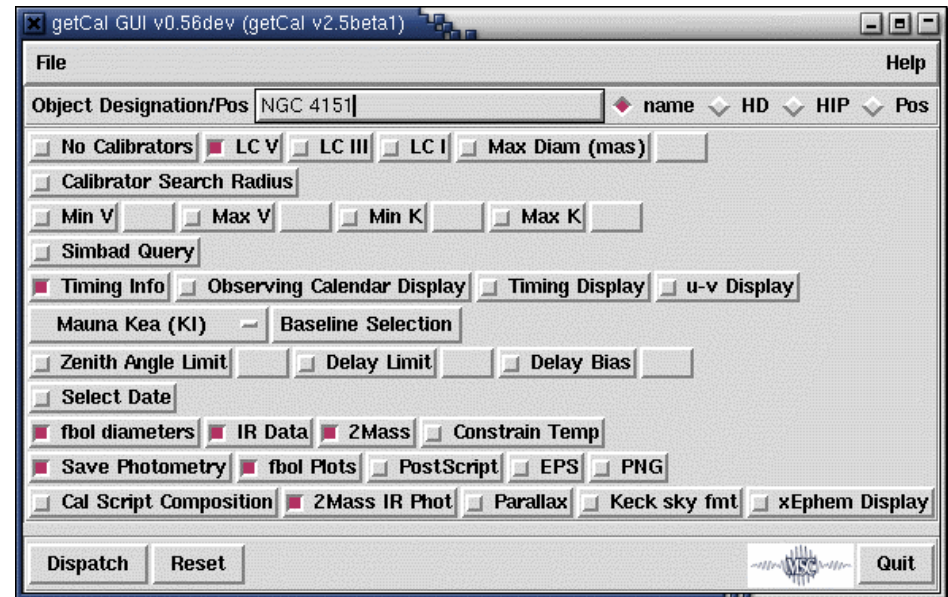 getCal GUI v0.56dev (getCal v2.5beta1)
File Help
Object Designation/Pos NGC 4151 name HD HIP Pos
No Calibrators LC V LC III LC I Max Diam (mas)
Calibrator Search Radius
Min V Max V Min K Max K
Simbad Query
Timing Info Observing Calendar Display Timing Display u-v Display
Mauna Kea (KI) Baseline Selection
Zenith Angle Limit Delay Limit Delay Bias
Select Date
fbol diameters IR Data 2Mass Constrain Temp
Save Photometry fbol Plots PostScript EPS PNG
Cal Script Composition 2Mass IR Phot Parallax Keck sky fmt xEphem Display
Dispatch Reset MSC Quit